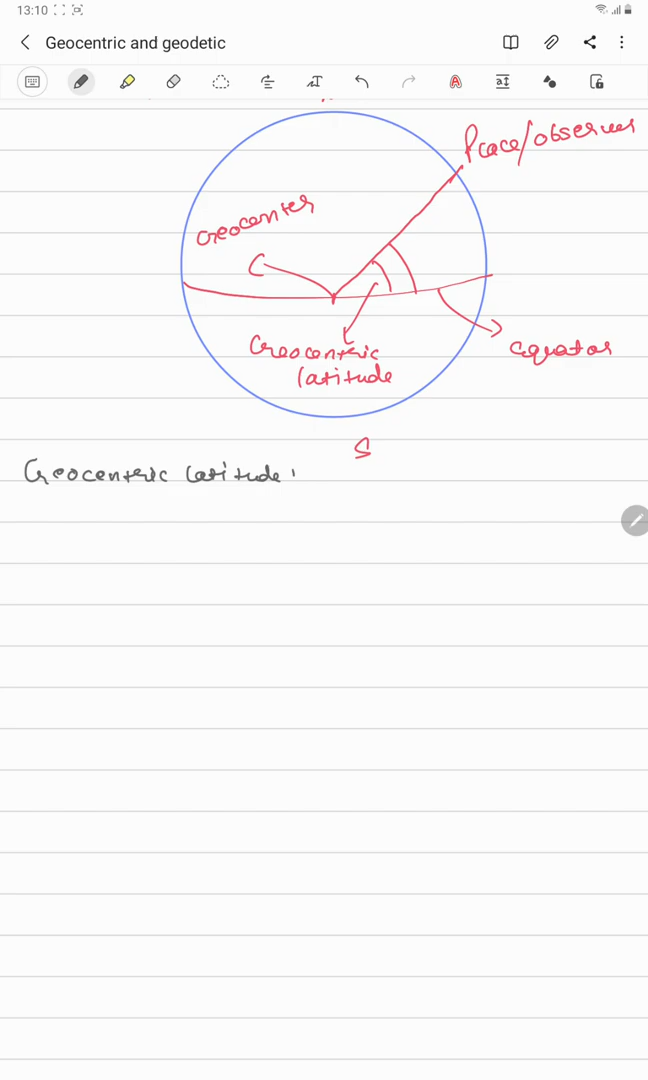 13:10
Geocentric and geodetic
Place/observer
Geocenter
C
Geocentric
latitude
equator
S
Geocentric latitude: